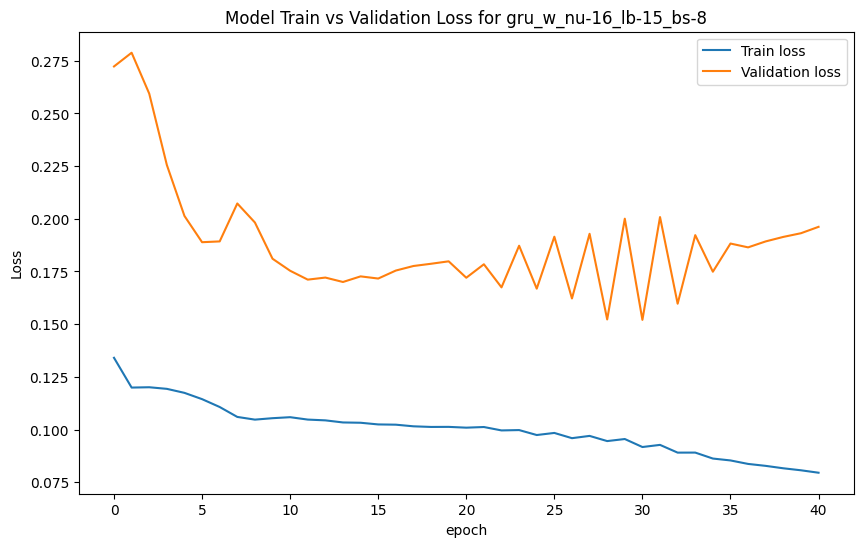 Model Train vs Validation Loss for gru_w_nu-16_lb-15_bs-8
Train loss
Validation loss
0.275
0.250
0.225
0.200
0.175
0.150
0.125
0.100
0.075
Loss
0 5 10 15 20 25 30 35 40
epoch